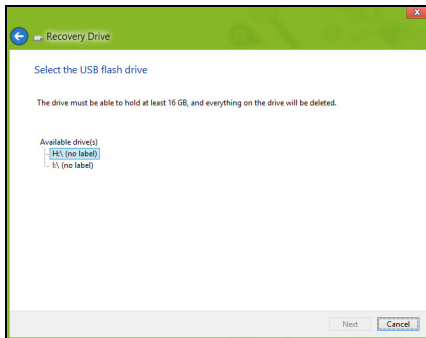 Recovery Drive
Select the USB flash drive
The drive must be able to hold at least 16 GB, and everything on the drive will be deleted.
Available drive(s)
H:\ (no label)
I:\ (no label)
Next
Cancel